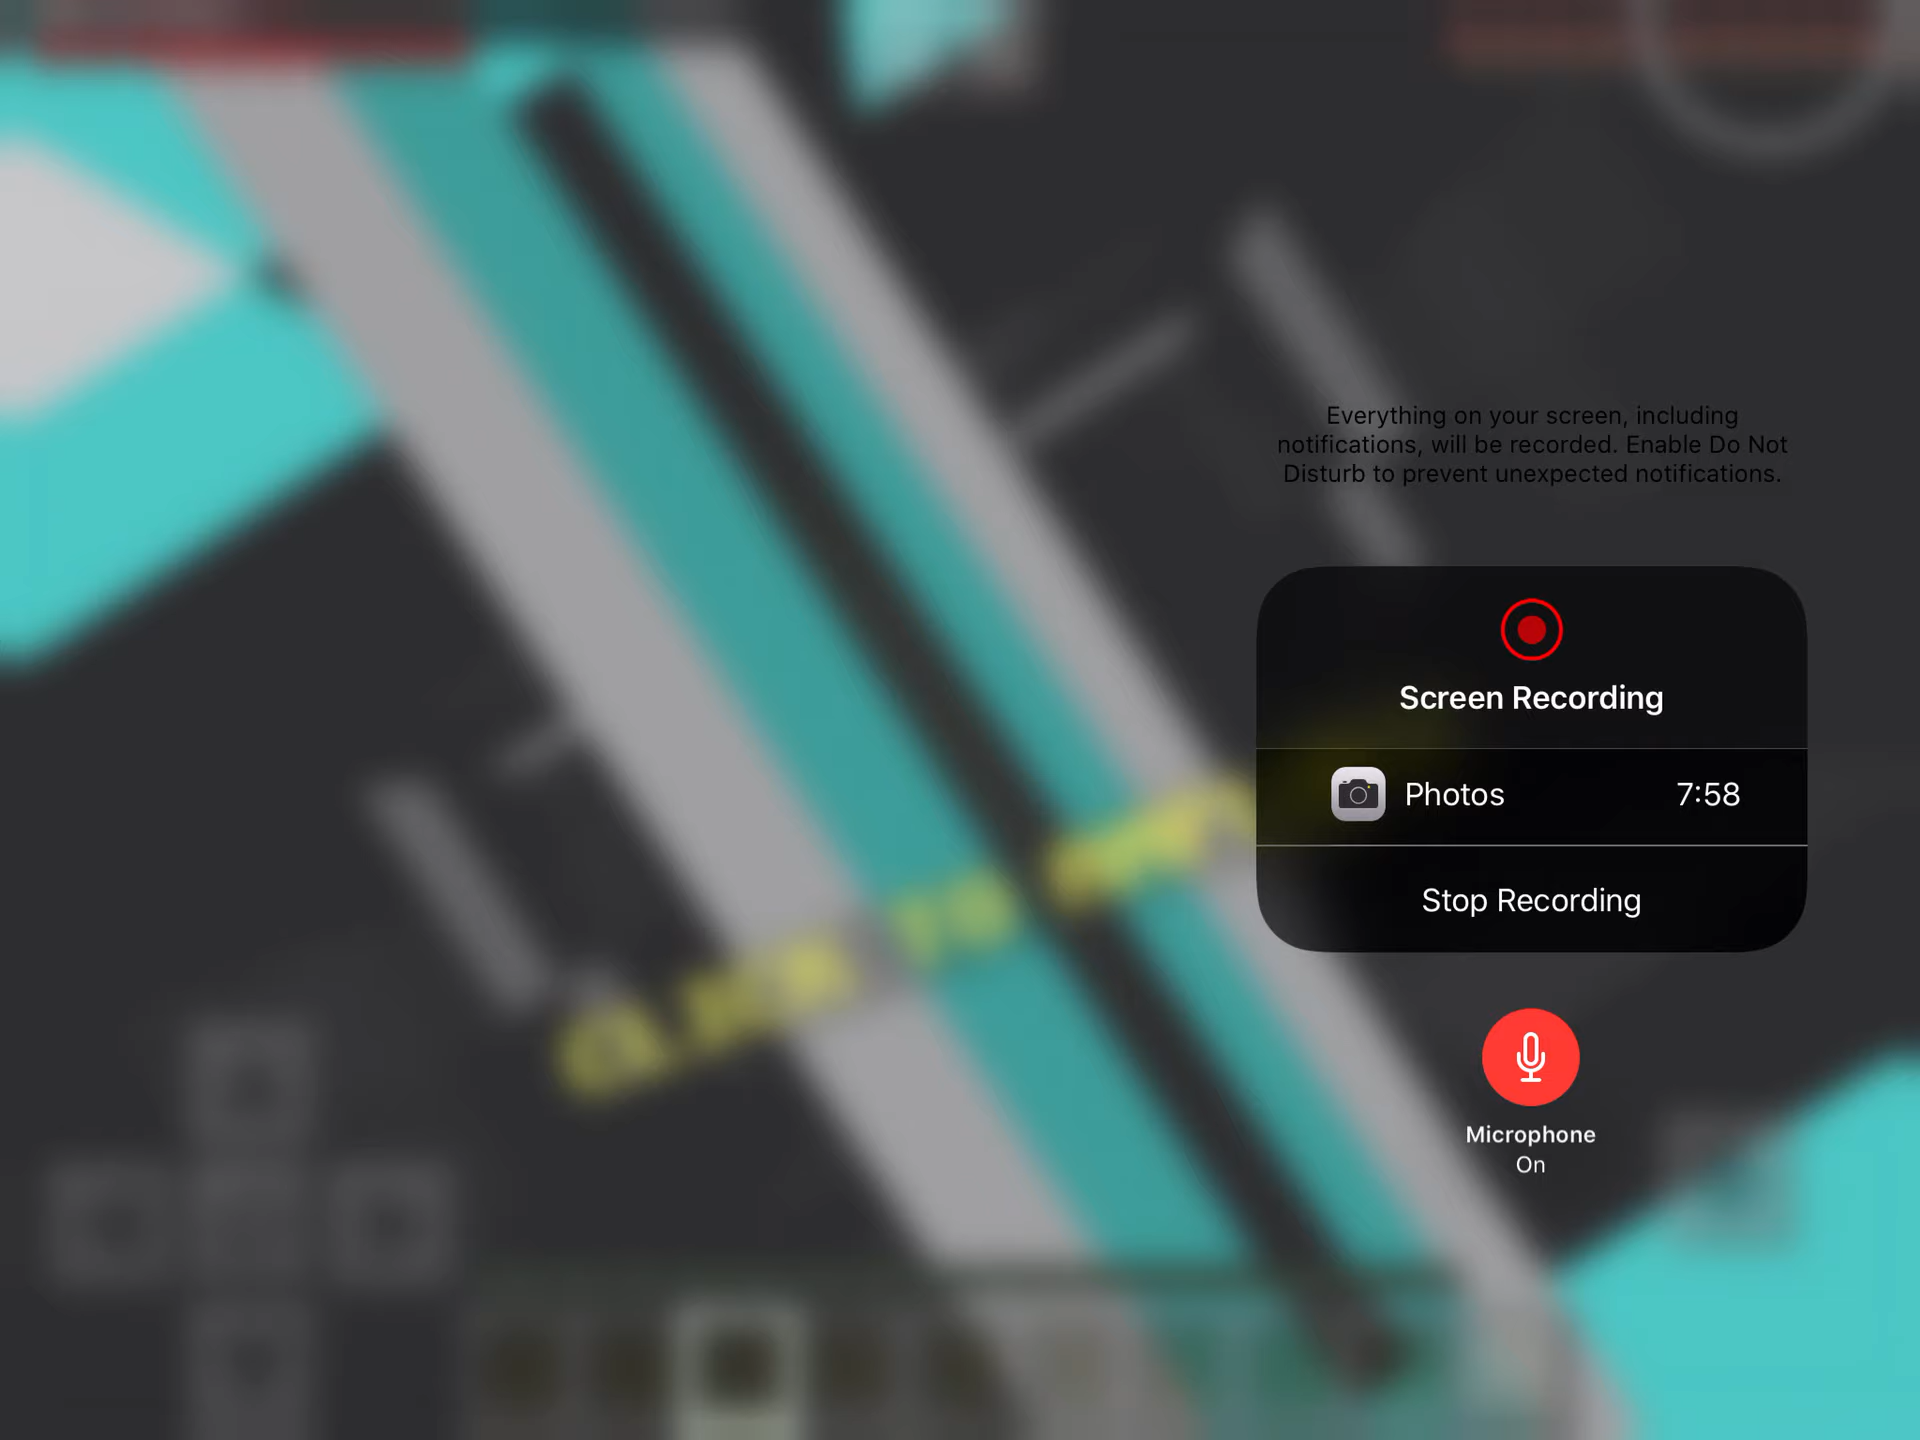 Everything on your screen, including
notifications, will be recorded. Enable Do Not
Disturb to prevent unexpected notifications.
Screen Recording
Photos 7:58
Stop Recording
Microphone
On